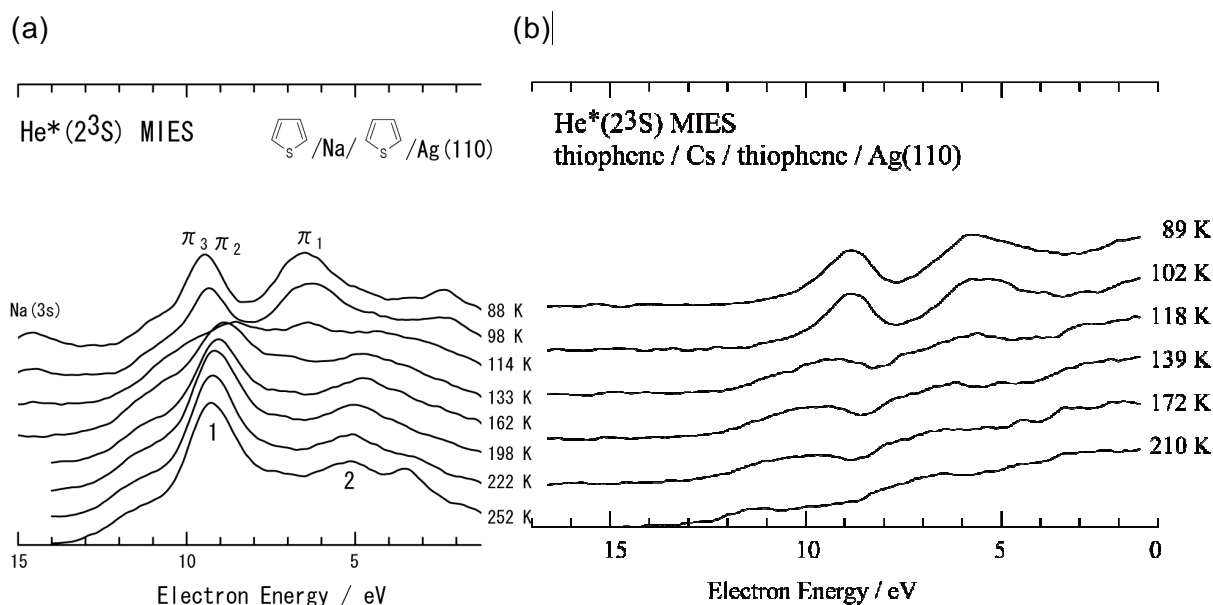 (a)
He*(2³S) MIES
S /Na/ S /Ag(110)
π₃ π₂ π₁
Na(3s)
88 K
98 K
114 K
133 K
162 K
198 K
222 K
252 K
1
2
15 10 5
Electron Energy / eV
(b)
He*(2³S) MIES
thiophene / Cs / thiophene / Ag(110)
89 K
102 K
118 K
139 K
172 K
210 K
15 10 5 0
Electron Energy / eV